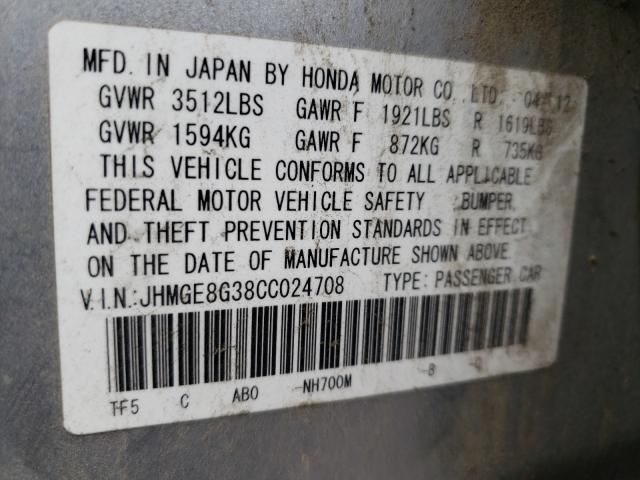 MFD. IN JAPAN BY HONDA MOTOR CO., LTD. 04/12
GVWR 3512LBS GAWR F 1921LBS R 1619LBS
GVWR 1594KG GAWR F 872KG R 735KG
THIS VEHICLE CONFORMS TO ALL APPLICABLE
FEDERAL MOTOR VEHICLE SAFETY BUMPER,
AND THEFT PREVENTION STANDARDS IN EFFECT
ON THE DATE OF MANUFACTURE SHOWN ABOVE.
V.I.N.:JHMGE8G38CC024708 TYPE: PASSENGER CAR
TF5 C AB0 -NH700M -B -